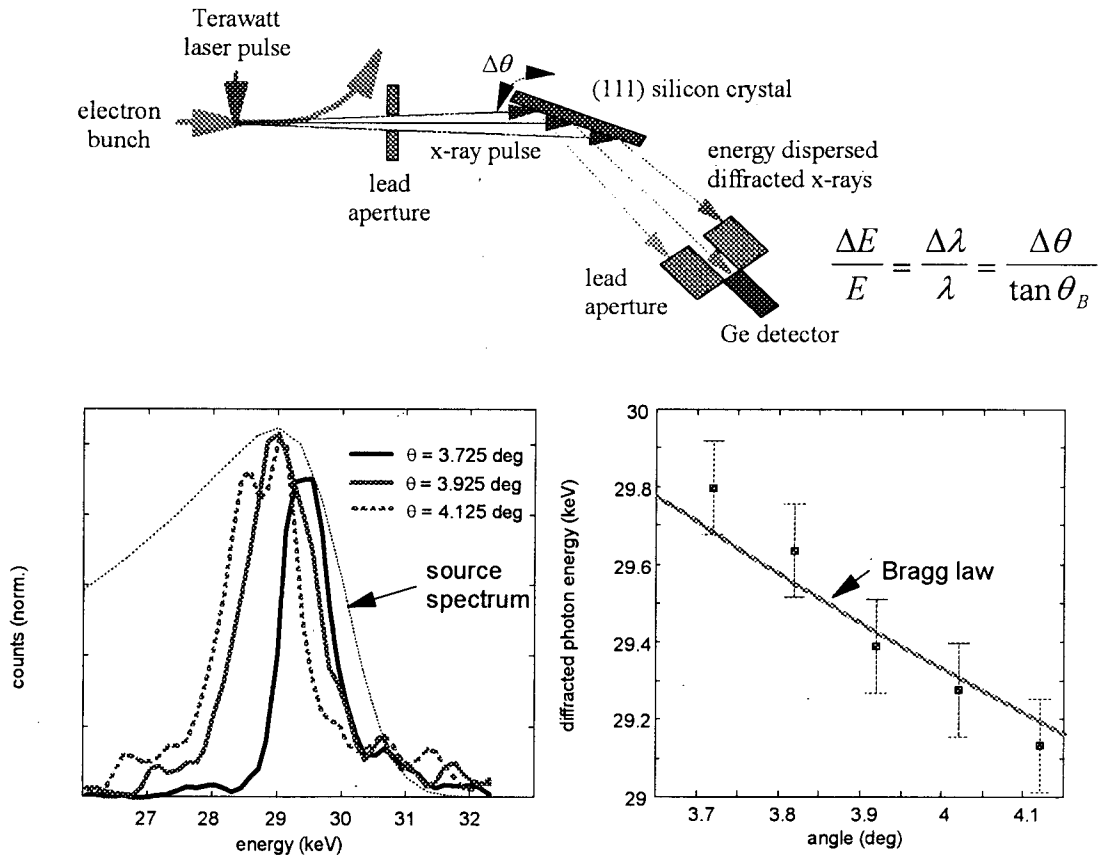 Terawatt
laser pulse
electron
bunch
Δθ
(111) silicon crystal
x-ray pulse
lead
aperture
energy dispersed
diffracted x-rays
lead
aperture
Ge detector
ΔE/E = Δλ/λ = Δθ/tan θ_B
counts (norm.)
θ = 3.725 deg
θ = 3.925 deg
θ = 4.125 deg
source
spectrum
27 28 29 30 31 32
energy (keV)
diffracted photon energy (keV)
30
29.8
29.6
29.4
29.2
29
Bragg law
3.7 3.8 3.9 4 4.1
angle (deg)